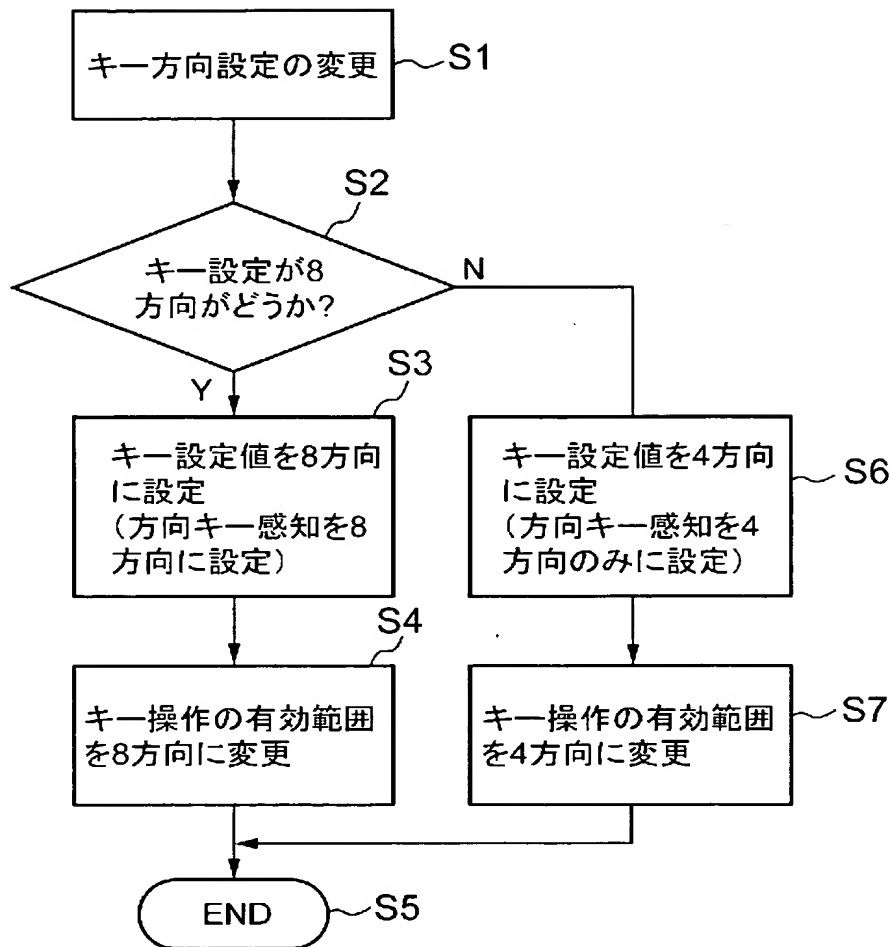 キー方向設定の変更
S1
S2
キー設定が8
方向がどうか?
N
Y
S3
キー設定値を8方向
に設定
(方向キー感知を8
方向に設定)
キー設定値を4方向
に設定
(方向キー感知を4
方向のみに設定)
S6
S4
キー操作の有効範囲
を8方向に変更
キー操作の有効範囲
を4方向に変更
S7
END
S5